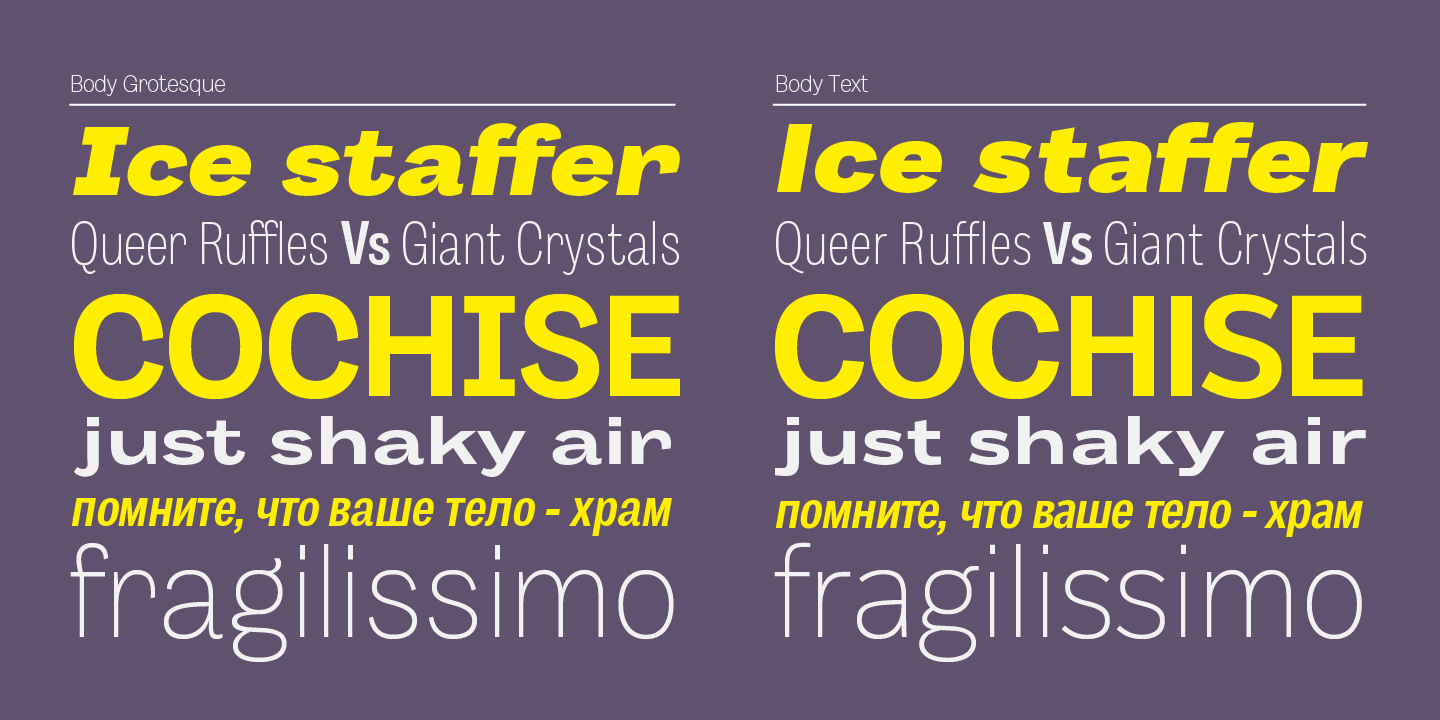 Body Grotesque
Ice staffer
Queer Ruffles Vs Giant Crystals
COCHISE
just shaky air
помните, что ваше тело - храм
fragilissimo
Body Text
Ice staffer
Queer Ruffles Vs Giant Crystals
COCHISE
just shaky air
помните, что ваше тело - храм
fragilissimo